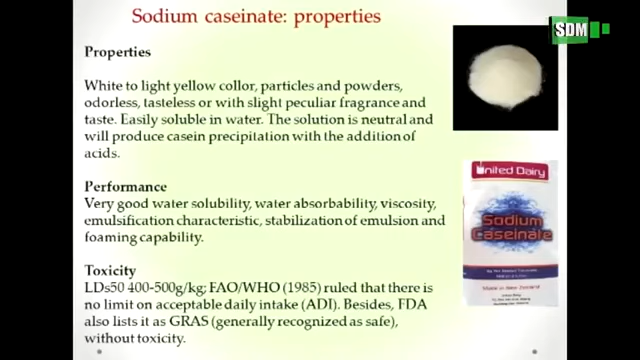 Sodium caseinate: properties
SDM
Properties
White to light yellow collor, particles and powders,
odorless, tasteless or with slight peculiar fragrance and
taste. Easily soluble in water. The solution is neutral and
will produce casein precipitation with the addition of
acids.
Performance
Very good water solubility, water absorbability, viscosity,
emulsification characteristic, stabilization of emulsion and
foaming capability.
Toxicity
LDs50 400-500g/kg; FAO/WHO (1985) ruled that there is
no limit on acceptable daily intake (ADI). Besides, FDA
also lists it as GRAS (generally recognized as safe),
without toxicity.
United Dairy
Sodium
Caseinate
Made in New Zealand